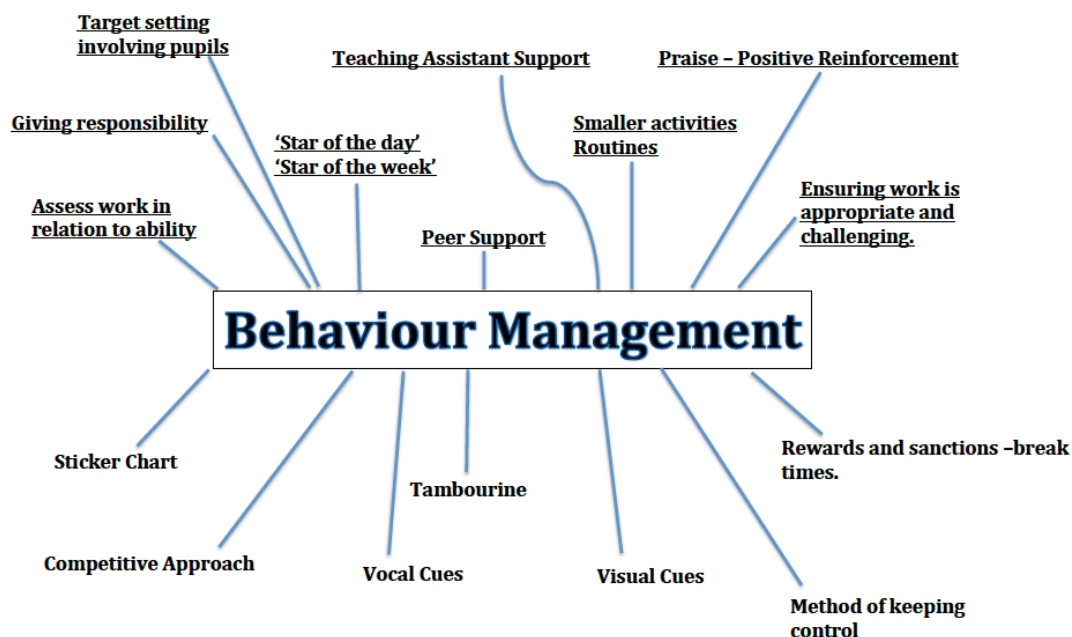 Target setting
involving pupils
Teaching Assistant Support
Praise – Positive Reinforcement
Giving responsibility
'Star of the day'
'Star of the week'
Smaller activities
Routines
Assess work in
relation to ability
Peer Support
Ensuring work is
appropriate and
challenging.
Behaviour Management
Sticker Chart
Tambourine
Rewards and sanctions –break
times.
Competitive Approach
Vocal Cues
Visual Cues
Method of keeping
control